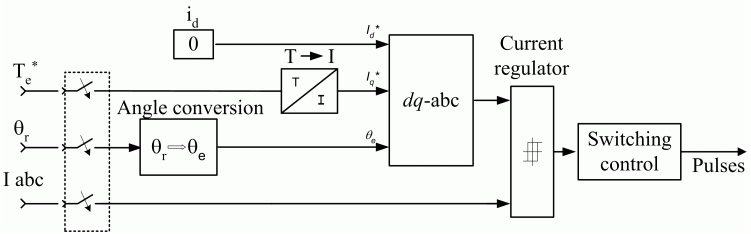 i_d
0
I_d*
T → I
T_e*
T
I
I_q*
dq-abc
Current
regulator
Angle conversion
θ_r
θ_r ⇒ θ_e
θ_e
Switching
control
Pulses
I abc